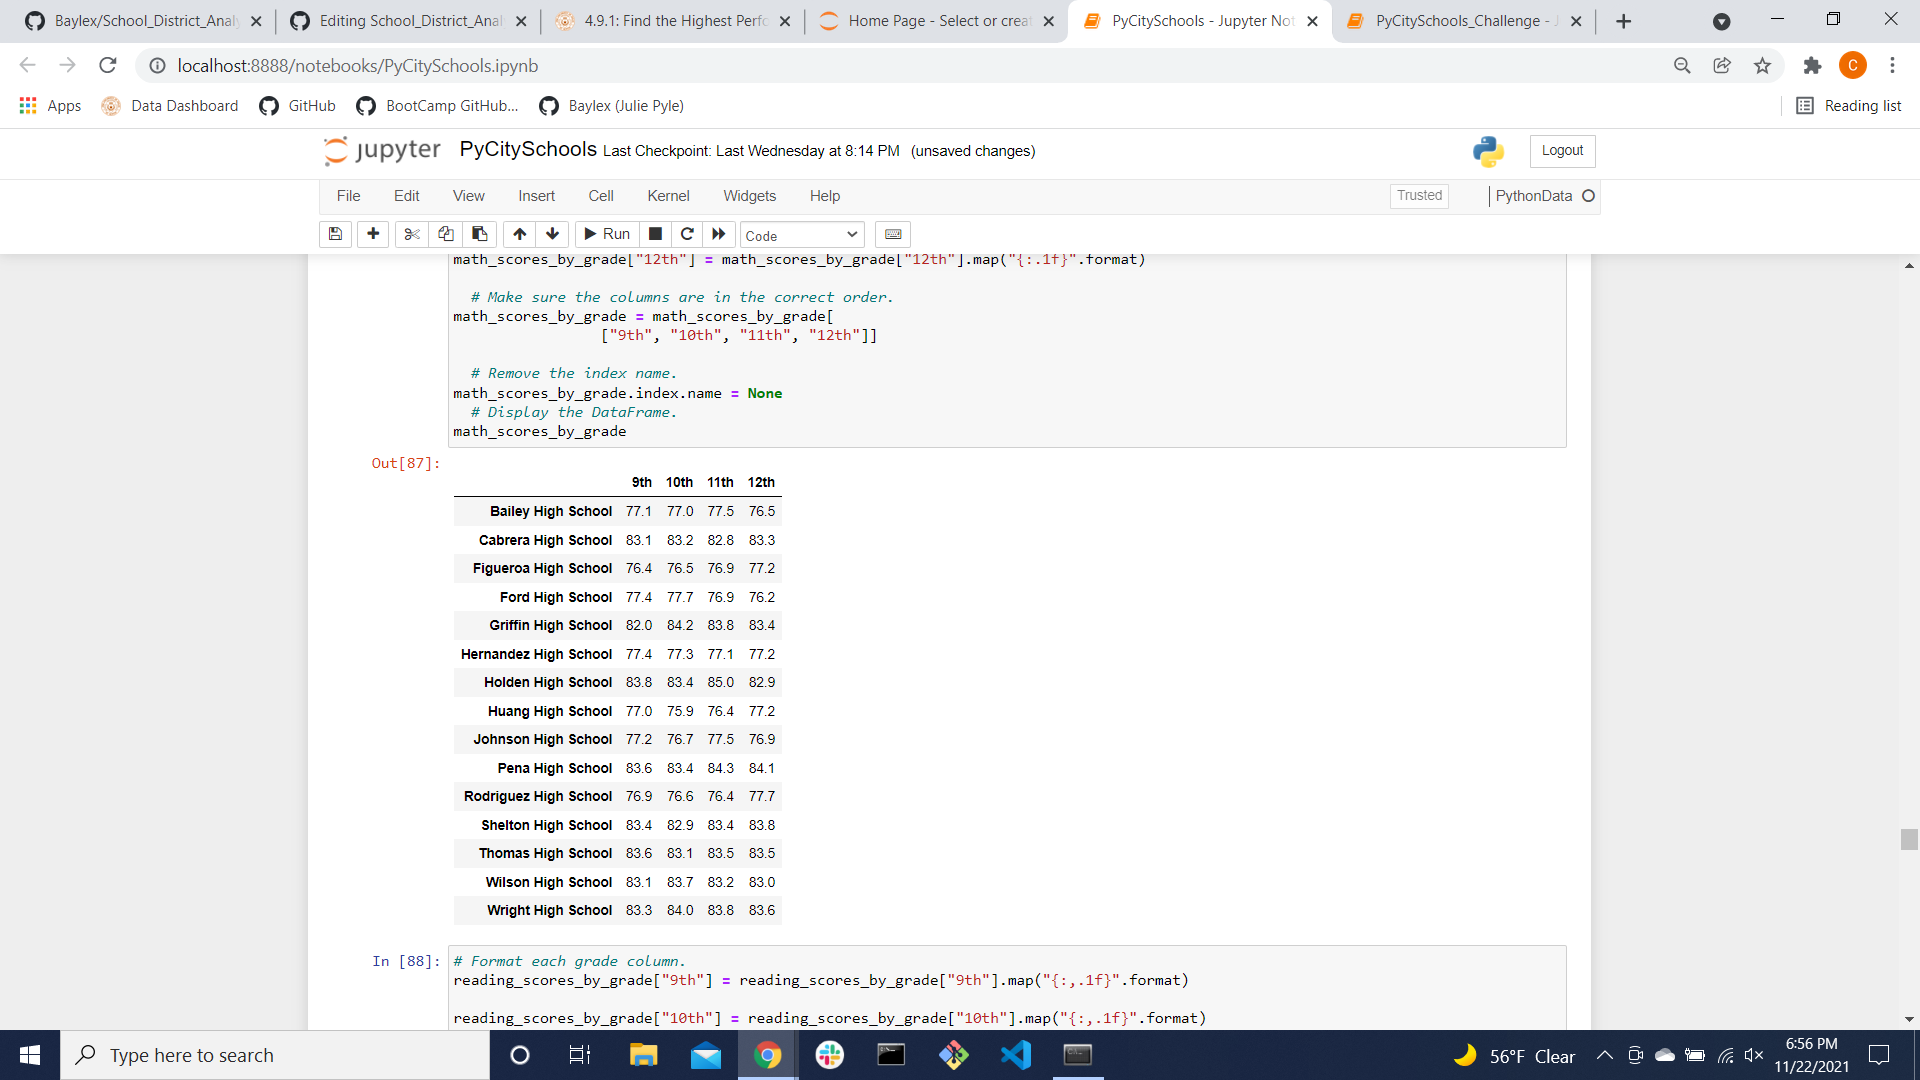 Baylex/School_District_Analy
Editing School_District_Anal
4.9.1: Find the Highest Perfo
Home Page - Select or creat
PyCitySchools - Jupyter Not
PyCitySchools_Challenge - J
localhost:8888/notebooks/PyCitySchools.ipynb
C
Apps
Data Dashboard
GitHub
BootCamp GitHub...
Baylex (Julie Pyle)
Reading list
jupyter PyCitySchools Last Checkpoint: Last Wednesday at 8:14 PM (unsaved changes)
Logout
File Edit View Insert Cell Kernel Widgets Help
Trusted
PythonData
Run
Code
math_scores_by_grade["12th"] = math_scores_by_grade["12th"].map("{:.1f}".format)
# Make sure the columns are in the correct order.
math_scores_by_grade = math_scores_by_grade[
["9th", "10th", "11th", "12th"]]
# Remove the index name.
math_scores_by_grade.index.name = None
# Display the DataFrame.
math_scores_by_grade
Out[87]:
9th 10th 11th 12th
Bailey High School 77.1 77.0 77.5 76.5
Cabrera High School 83.1 83.2 82.8 83.3
Figueroa High School 76.4 76.5 76.9 77.2
Ford High School 77.4 77.7 76.9 76.2
Griffin High School 82.0 84.2 83.8 83.4
Hernandez High School 77.4 77.3 77.1 77.2
Holden High School 83.8 83.4 85.0 82.9
Huang High School 77.0 75.9 76.4 77.2
Johnson High School 77.2 76.7 77.5 76.9
Pena High School 83.6 83.4 84.3 84.1
Rodriguez High School 76.9 76.6 76.4 77.7
Shelton High School 83.4 82.9 83.4 83.8
Thomas High School 83.6 83.1 83.5 83.5
Wilson High School 83.1 83.7 83.2 83.0
Wright High School 83.3 84.0 83.8 83.6
In [88]:
# Format each grade column.
reading_scores_by_grade["9th"] = reading_scores_by_grade["9th"].map("{:,.1f}".format)
reading_scores_by_grade["10th"] = reading_scores_by_grade["10th"].map("{:,.1f}".format)
Type here to search
56°F Clear
6:56 PM
11/22/2021